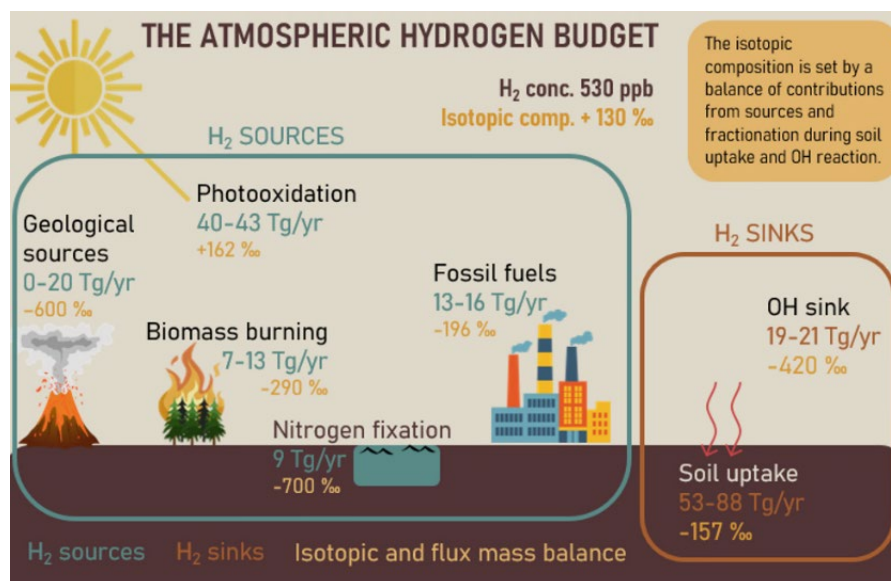 THE ATMOSPHERIC HYDROGEN BUDGET
H₂ conc. 530 ppb
Isotopic comp. + 130 ‰
The isotopic
composition is set by a
balance of contributions
from sources and
fractionation during soil
uptake and OH reaction.
H₂ SOURCES
Photooxidation
40-43 Tg/yr
+162 ‰
Geological
sources
0-20 Tg/yr
-600 ‰
Biomass burning
7-13 Tg/yr
-290 ‰
Fossil fuels
13-16 Tg/yr
-196 ‰
Nitrogen fixation
9 Tg/yr
-700 ‰
H₂ SINKS
OH sink
19-21 Tg/yr
-420 ‰
Soil uptake
53-88 Tg/yr
-157 ‰
H₂ sources
H₂ sinks
Isotopic and flux mass balance